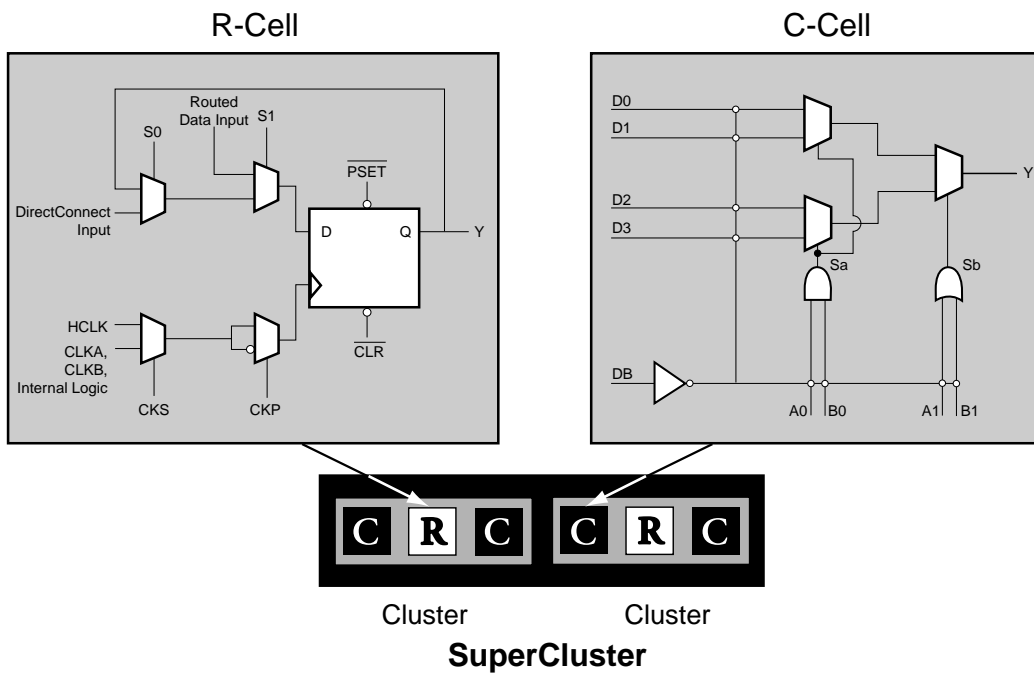 R-Cell
C-Cell
Routed
Data Input
S1
S0
PSET
DirectConnect
Input
D
Q
Y
HCLK
CLKA,
CLKB,
Internal Logic
CLR
CKS
CKP
D0
D1
D2
D3
Sa
Sb
Y
DB
A0
B0
A1
B1
C R C
C R C
Cluster
Cluster
SuperCluster